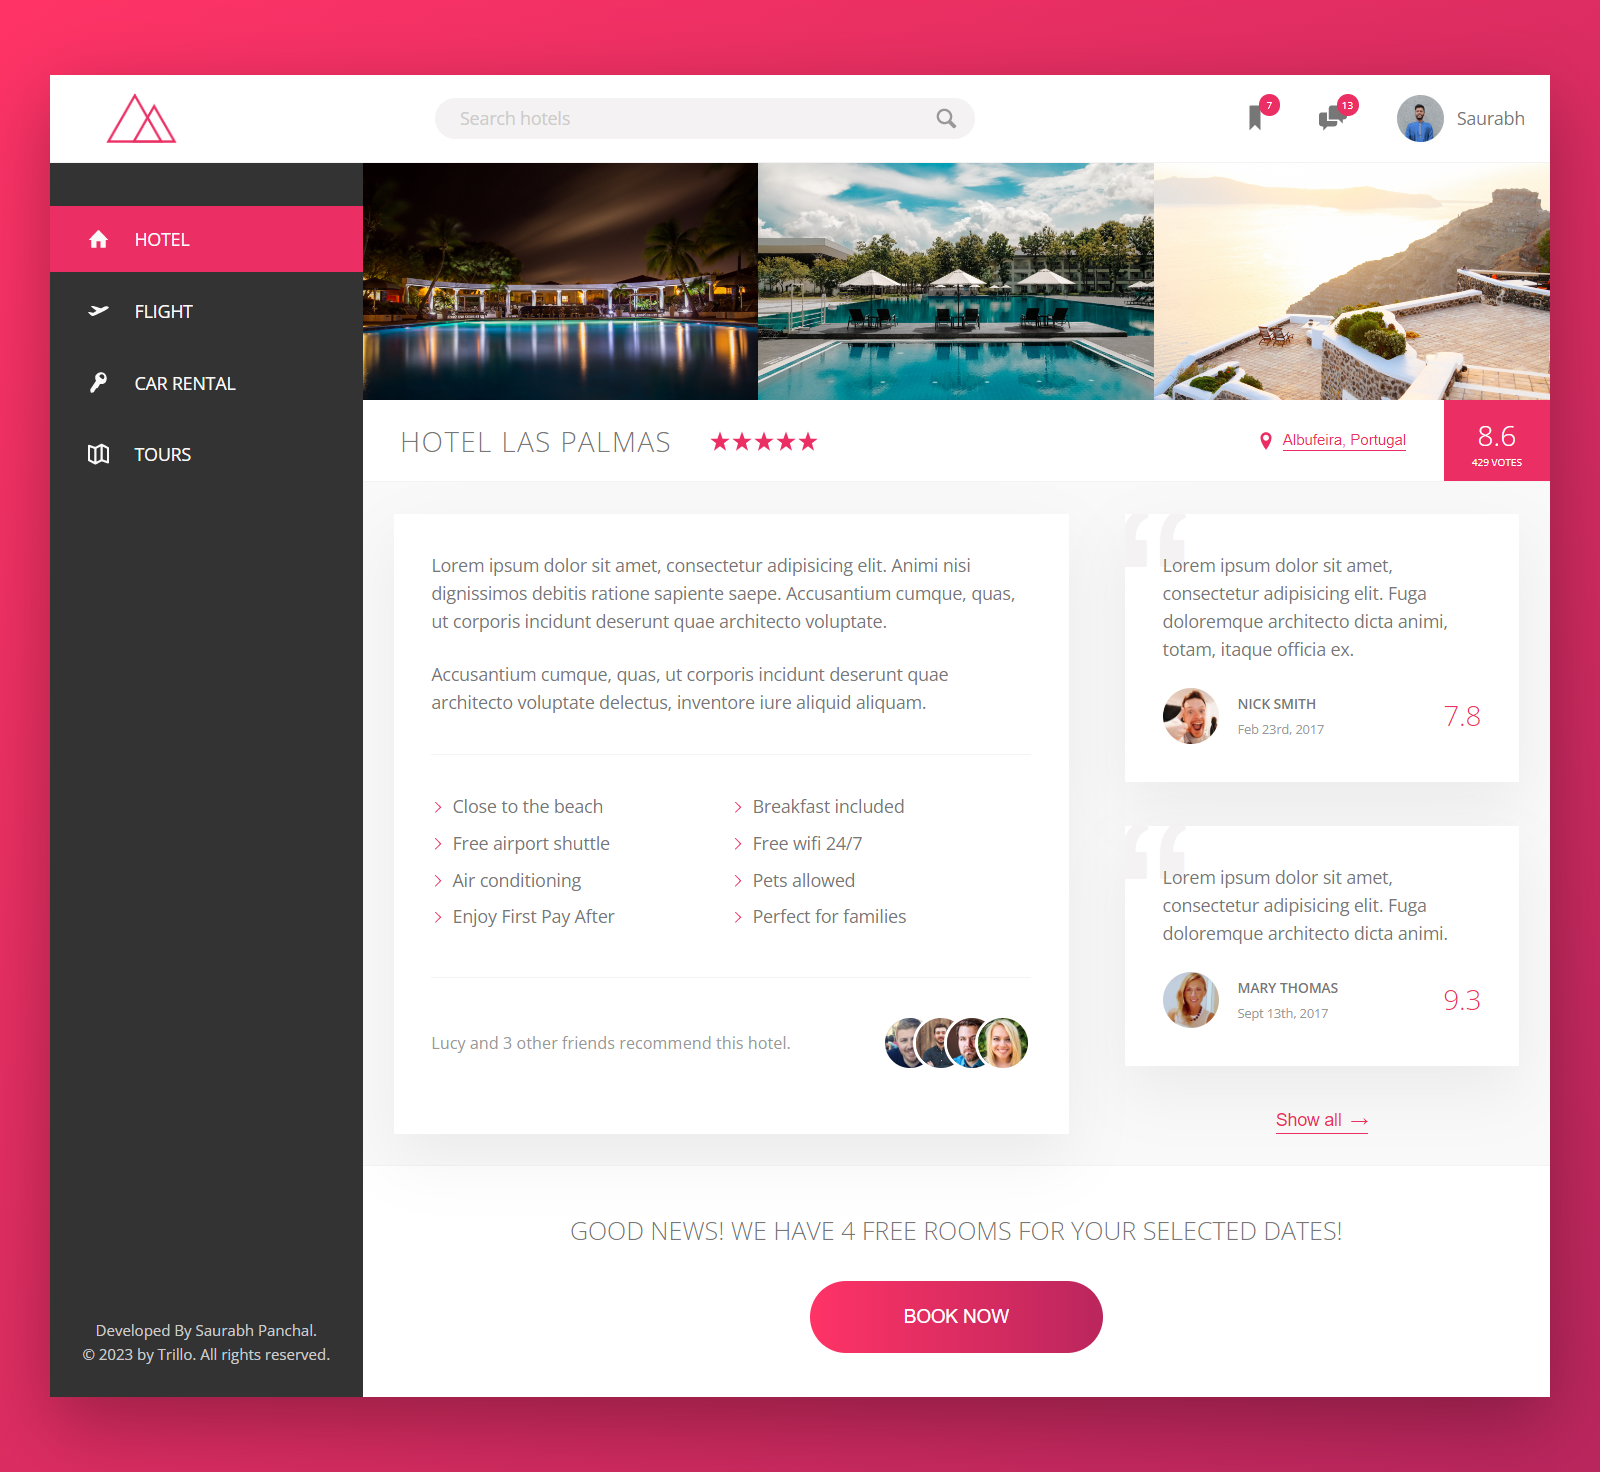 Search hotels
7
13
Saurabh
HOTEL
FLIGHT
CAR RENTAL
TOURS
HOTEL LAS PALMAS
Albufeira, Portugal
8.6
429 VOTES
Lorem ipsum dolor sit amet, consectetur adipisicing elit. Animi nisi
dignissimos debitis ratione sapiente saepe. Accusantium cumque, quas,
ut corporis incidunt deserunt quae architecto voluptate.
Accusantium cumque, quas, ut corporis incidunt deserunt quae
architecto voluptate delectus, inventore iure aliquid aliquam.
Close to the beach
Breakfast included
Free airport shuttle
Free wifi 24/7
Air conditioning
Pets allowed
Enjoy First Pay After
Perfect for families
Lucy and 3 other friends recommend this hotel.
“
Lorem ipsum dolor sit amet,
consectetur adipisicing elit. Fuga
doloremque architecto dicta animi,
totam, itaque officia ex.
NICK SMITH
Feb 23rd, 2017
7.8
“
Lorem ipsum dolor sit amet,
consectetur adipisicing elit. Fuga
doloremque architecto dicta animi.
MARY THOMAS
Sept 13th, 2017
9.3
Show all →
GOOD NEWS! WE HAVE 4 FREE ROOMS FOR YOUR SELECTED DATES!
BOOK NOW
Developed By Saurabh Panchal.
© 2023 by Trillo. All rights reserved.